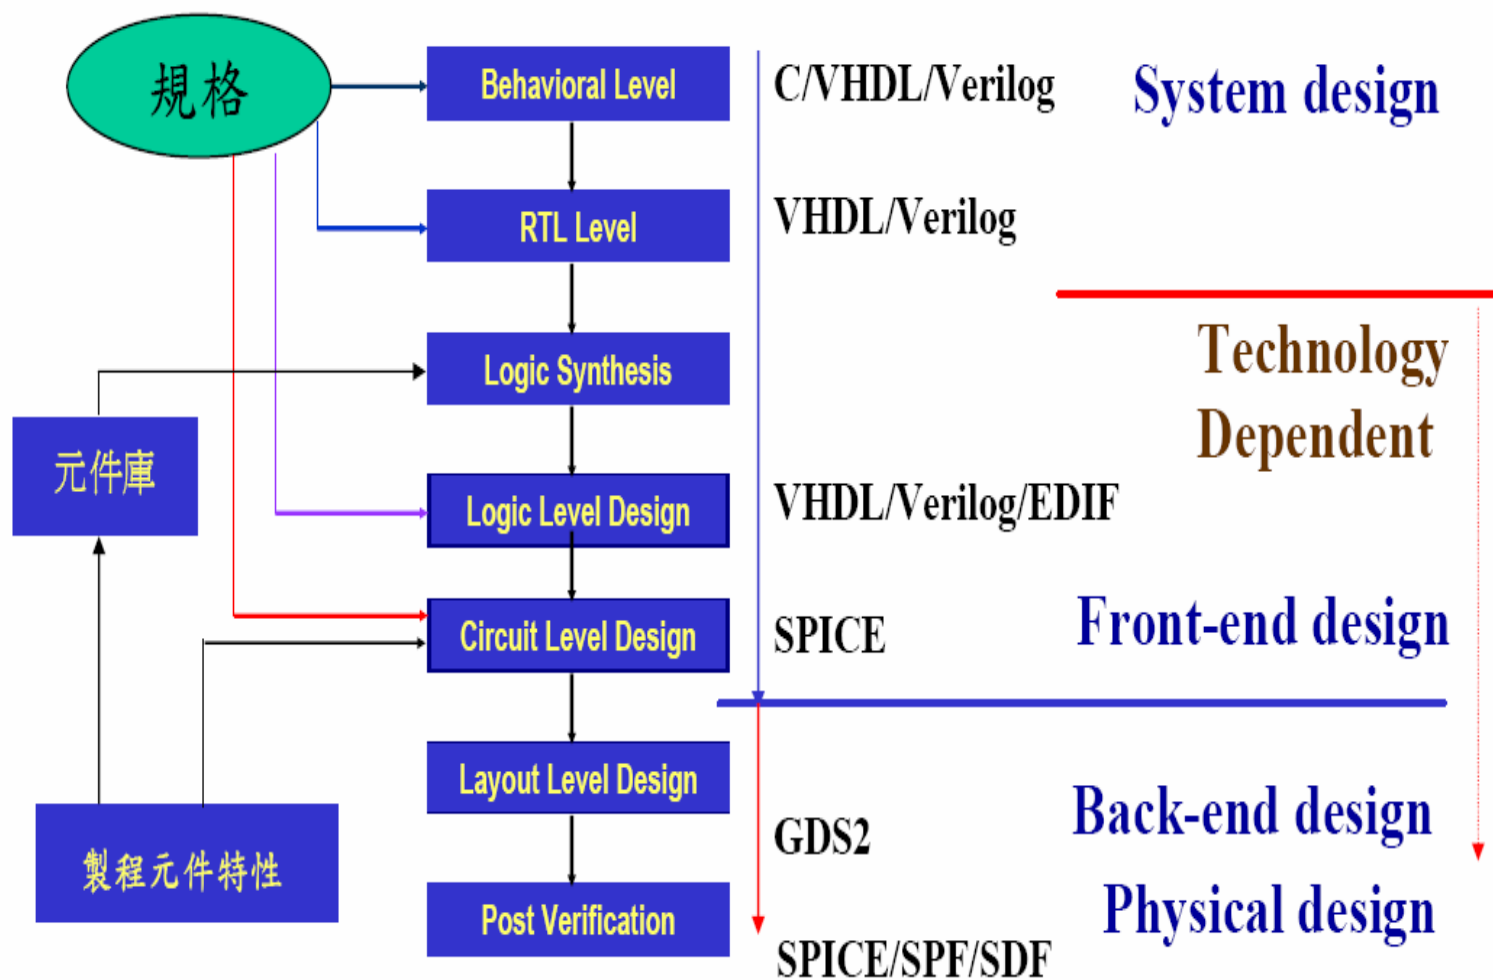 規格
Behavioral Level
C/VHDL/Verilog
System design
RTL Level
VHDL/Verilog
Logic Synthesis
Technology
Dependent
元件庫
Logic Level Design
VHDL/Verilog/EDIF
Circuit Level Design
SPICE
Front-end design
Layout Level Design
GDS2
Back-end design
製程元件特性
Post Verification
Physical design
SPICE/SPF/SDF